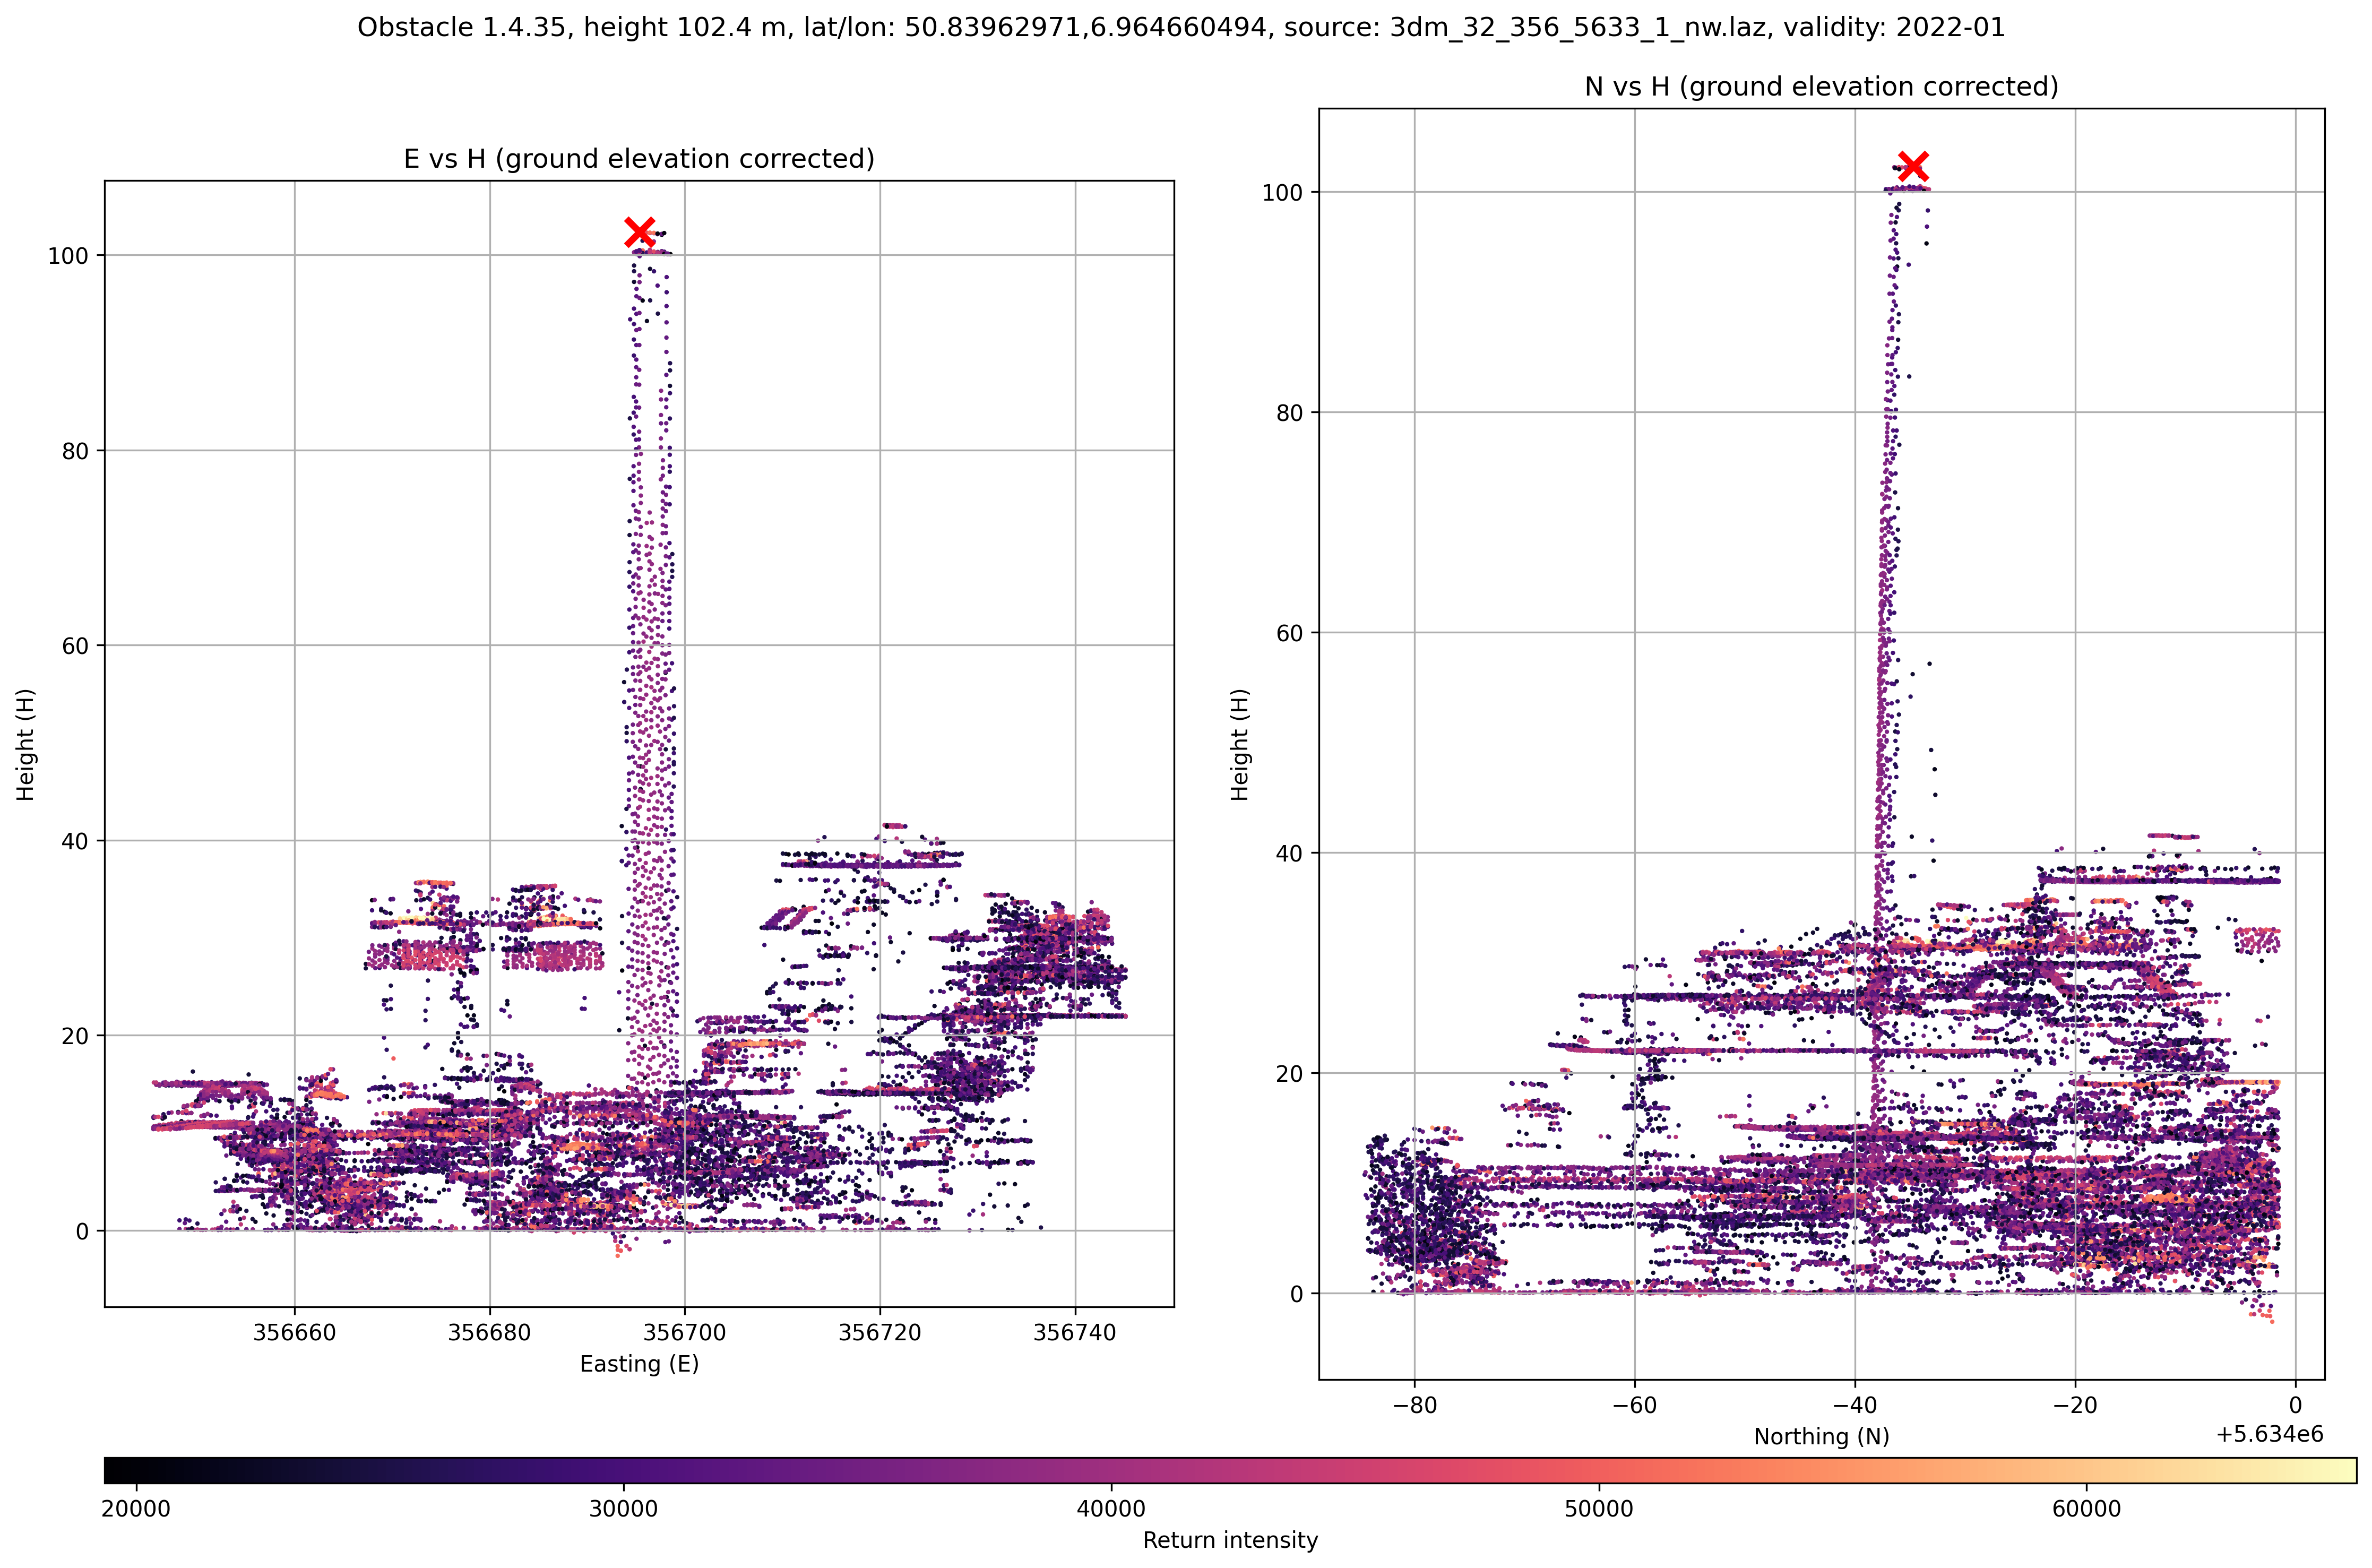 Obstacle 1.4.35, height 102.4 m, lat/lon: 50.83962971,6.964660494, source: 3dm_32_356_5633_1_nw.laz, validity: 2022-01
E vs H (ground elevation corrected)
100
80
60
40
20
0
Height (H)
356660 356680 356700 356720 356740
Easting (E)
N vs H (ground elevation corrected)
100
80
60
40
20
0
Height (H)
−80 −60 −40 −20 0
+5.634e6
Northing (N)
20000 30000 40000 50000 60000
Return intensity